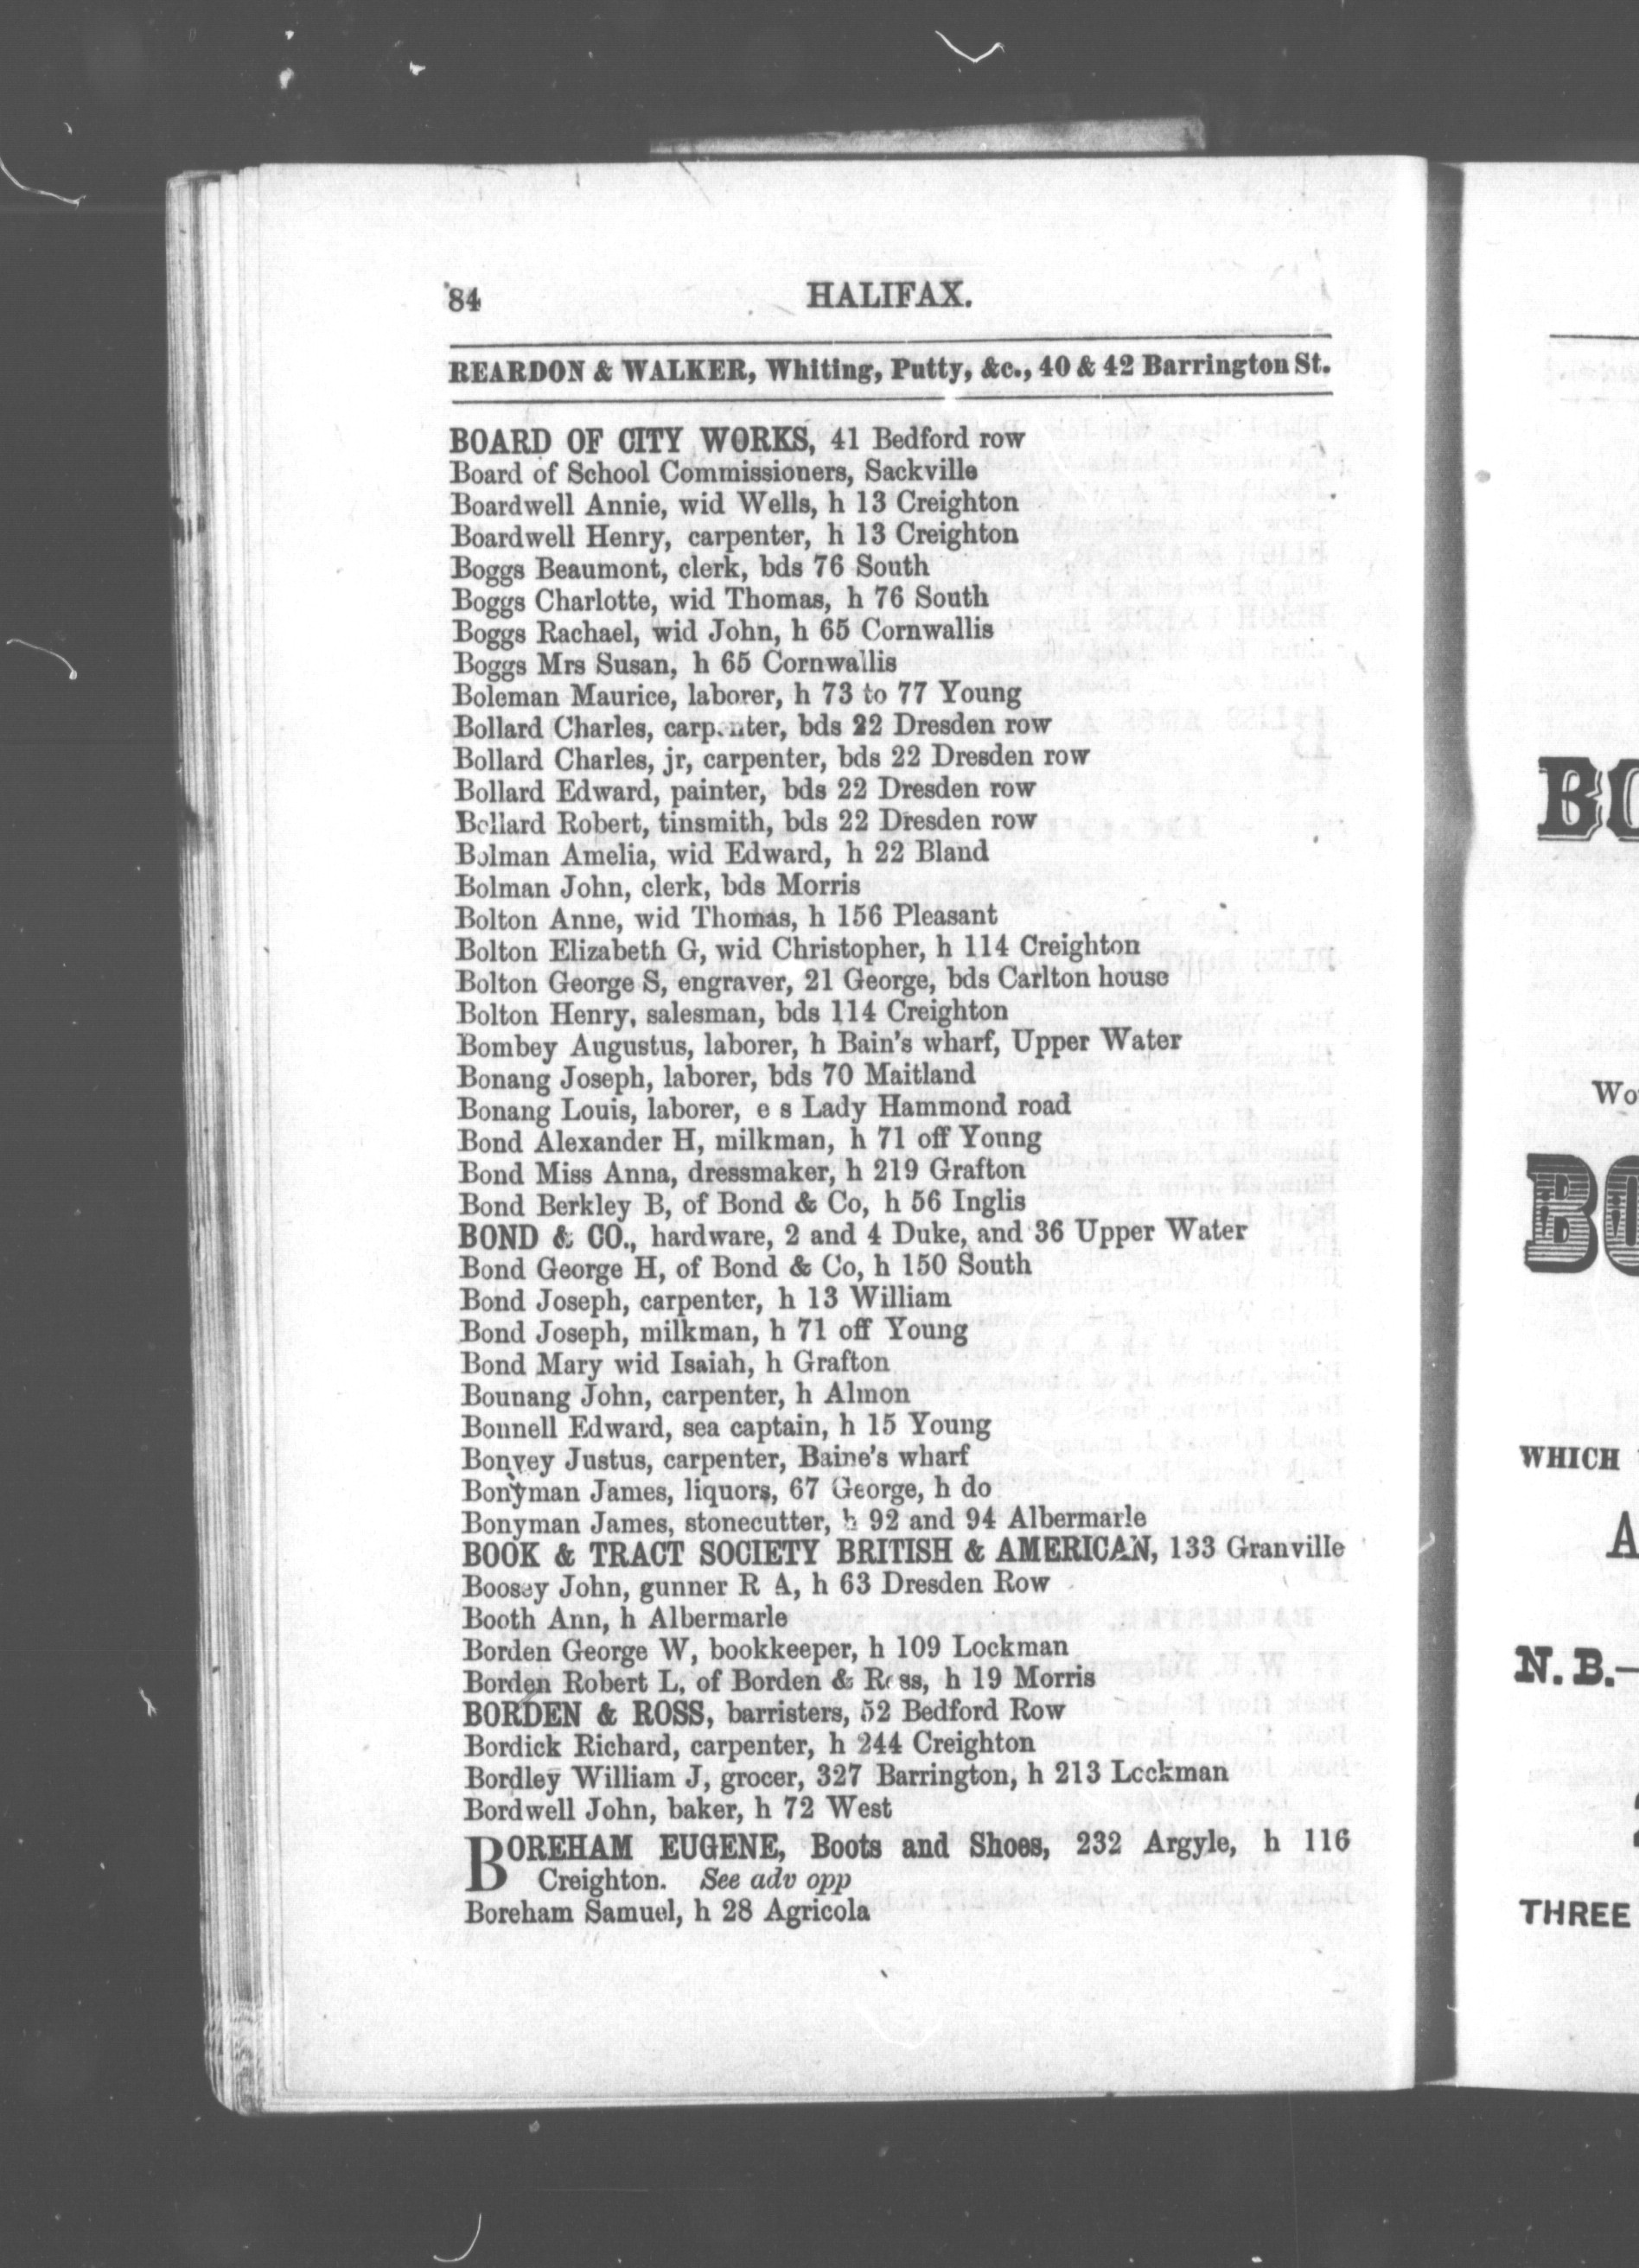 84
HALIFAX.
REARDON & WALKER, Whiting, Putty, &c., 40 & 42 Barrington St.
BOARD OF CITY WORKS, 41 Bedford row
Board of School Commissioners, Sackville
Boardwell Annie, wid Wells, h 13 Creighton
Boardwell Henry, carpenter, h 13 Creighton
Boggs Beaumont, clerk, bds 76 South
Boggs Charlotte, wid Thomas, h 76 South
Boggs Rachael, wid John, h 65 Cornwallis
Boggs Mrs Susan, h 65 Cornwallis
Boleman Maurice, laborer, h 73 to 77 Young
Bollard Charles, carpenter, bds 22 Dresden row
Bollard Charles, jr, carpenter, bds 22 Dresden row
Bollard Edward, painter, bds 22 Dresden row
Bollard Robert, tinsmith, bds 22 Dresden row
Bolman Amelia, wid Edward, h 22 Bland
Bolman John, clerk, bds Morris
Bolton Anne, wid Thomas, h 156 Pleasant
Bolton Elizabeth G, wid Christopher, h 114 Creighton
Bolton George S, engraver, 21 George, bds Carlton house
Bolton Henry, salesman, bds 114 Creighton
Bombey Augustus, laborer, h Bain's wharf, Upper Water
Bonang Joseph, laborer, bds 70 Maitland
Bonang Louis, laborer, e s Lady Hammond road
Bond Alexander H, milkman, h 71 off Young
Bond Miss Anna, dressmaker, h 219 Grafton
Bond Berkley B, of Bond & Co, h 56 Inglis
BOND & CO., hardware, 2 and 4 Duke, and 36 Upper Water
Bond George H, of Bond & Co, h 150 South
Bond Joseph, carpenter, h 13 William
Bond Joseph, milkman, h 71 off Young
Bond Mary wid Isaiah, h Grafton
Bounang John, carpenter, h Almon
Bonnell Edward, sea captain, h 15 Young
Bonvey Justus, carpenter, Baine's wharf
Bonyman James, liquors, 67 George, h do
Bonyman James, stonecutter, h 92 and 94 Albermarle
BOOK & TRACT SOCIETY BRITISH & AMERICAN, 133 Granville
Boosey John, gunner R A, h 63 Dresden Row
Booth Ann, h Albermarle
Borden George W, bookkeeper, h 109 Lockman
Borden Robert L, of Borden & Ross, h 19 Morris
BORDEN & ROSS, barristers, 52 Bedford Row
Bordick Richard, carpenter, h 244 Creighton
Bordley William J, grocer, 327 Barrington, h 213 Lockman
Bordwell John, baker, h 72 West
BOREHAM EUGENE, Boots and Shoes, 232 Argyle, h 116
Creighton. See adv opp
Boreham Samuel, h 28 Agricola
BO
Wo
BO
WHICH
A
N.B.—
THREE